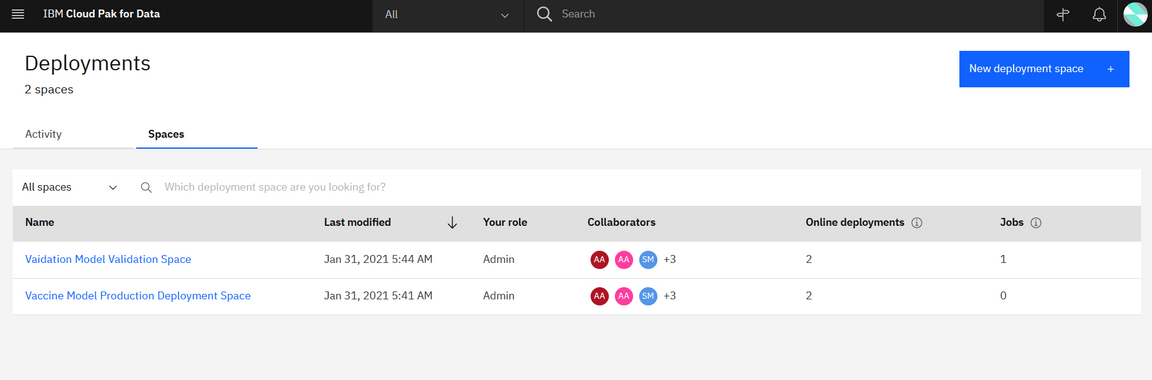 IBM Cloud Pak for Data All Search
Deployments
New deployment space +
2 spaces
Activity Spaces
All spaces Which deployment space are you looking for?
Name Last modified Your role Collaborators Online deployments Jobs
Vaidation Model Validation Space Jan 31, 2021 5:44 AM Admin AA AA SM +3 2 1
Vaccine Model Production Deployment Space Jan 31, 2021 5:41 AM Admin AA AA SM +3 2 0